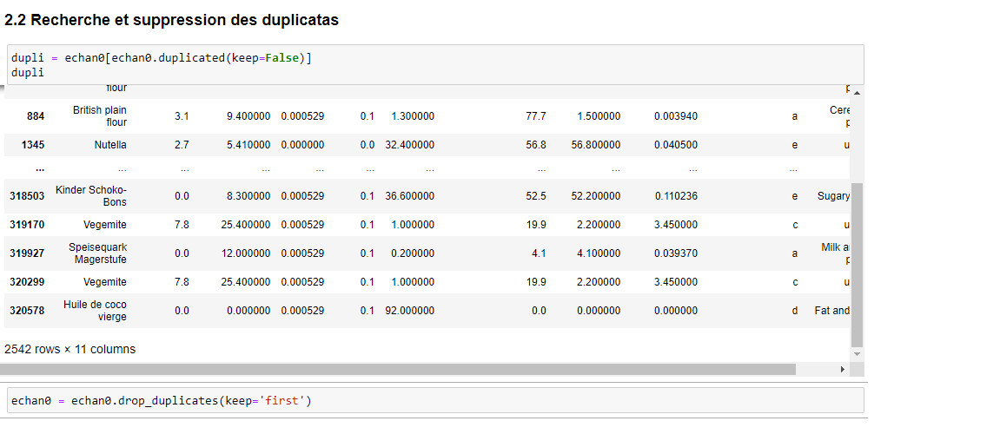 2.2 Recherche et suppression des duplicatas
dupli = echan0[echan0.duplicated(keep=False)]
dupli
flour
884 British plain flour 3.1 9.400000 0.000529 0.1 1.300000 77.7 1.500000 0.003940 a Cere p
1345 Nutella 2.7 5.410000 0.000000 0.0 32.400000 56.8 56.800000 0.040500 e u
... ... ... ... ... ... ... ... ... ... ...
318503 Kinder Schoko-Bons 0.0 8.300000 0.000529 0.1 36.600000 52.5 52.200000 0.110236 e Sugary
319170 Vegemite 7.8 25.400000 0.000529 0.1 1.000000 19.9 2.200000 3.450000 c u
319927 Speisequark Magerstufe 0.0 12.000000 0.000529 0.1 0.200000 4.1 4.100000 0.039370 a Milk a p
320299 Vegemite 7.8 25.400000 0.000529 0.1 1.000000 19.9 2.200000 3.450000 c u
320578 Huile de coco vierge 0.0 0.000000 0.000529 0.1 92.000000 0.0 0.000000 0.000000 d Fat and
2542 rows × 11 columns
echan0 = echan0.drop_duplicates(keep='first')